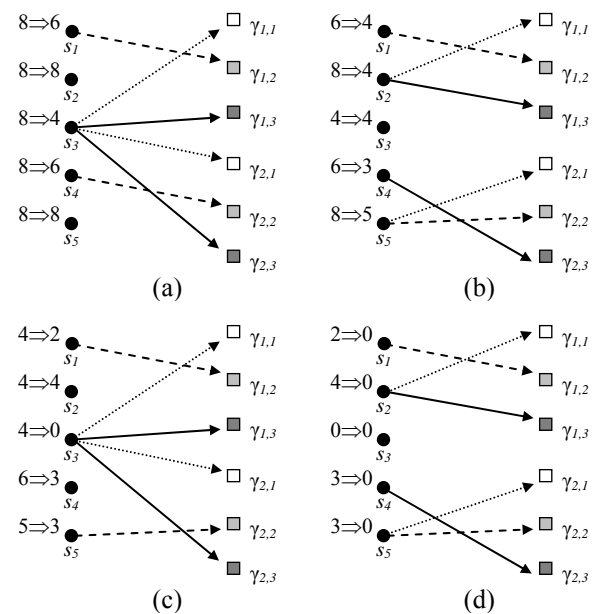 8⇒6
s1
γ1,1
8⇒8
s2
γ1,2
8⇒4
s3
γ1,3
γ2,1
8⇒6
s4
γ2,2
8⇒8
s5
γ2,3
(a)
6⇒4
s1
γ1,1
8⇒4
s2
γ1,2
4⇒4
s3
γ1,3
γ2,1
6⇒3
s4
γ2,2
8⇒5
s5
γ2,3
(b)
4⇒2
s1
γ1,1
4⇒4
s2
γ1,2
4⇒0
s3
γ1,3
γ2,1
6⇒3
s4
γ2,2
5⇒3
s5
γ2,3
(c)
2⇒0
s1
γ1,1
4⇒0
s2
γ1,2
0⇒0
s3
γ1,3
γ2,1
3⇒0
s4
γ2,2
3⇒0
s5
γ2,3
(d)